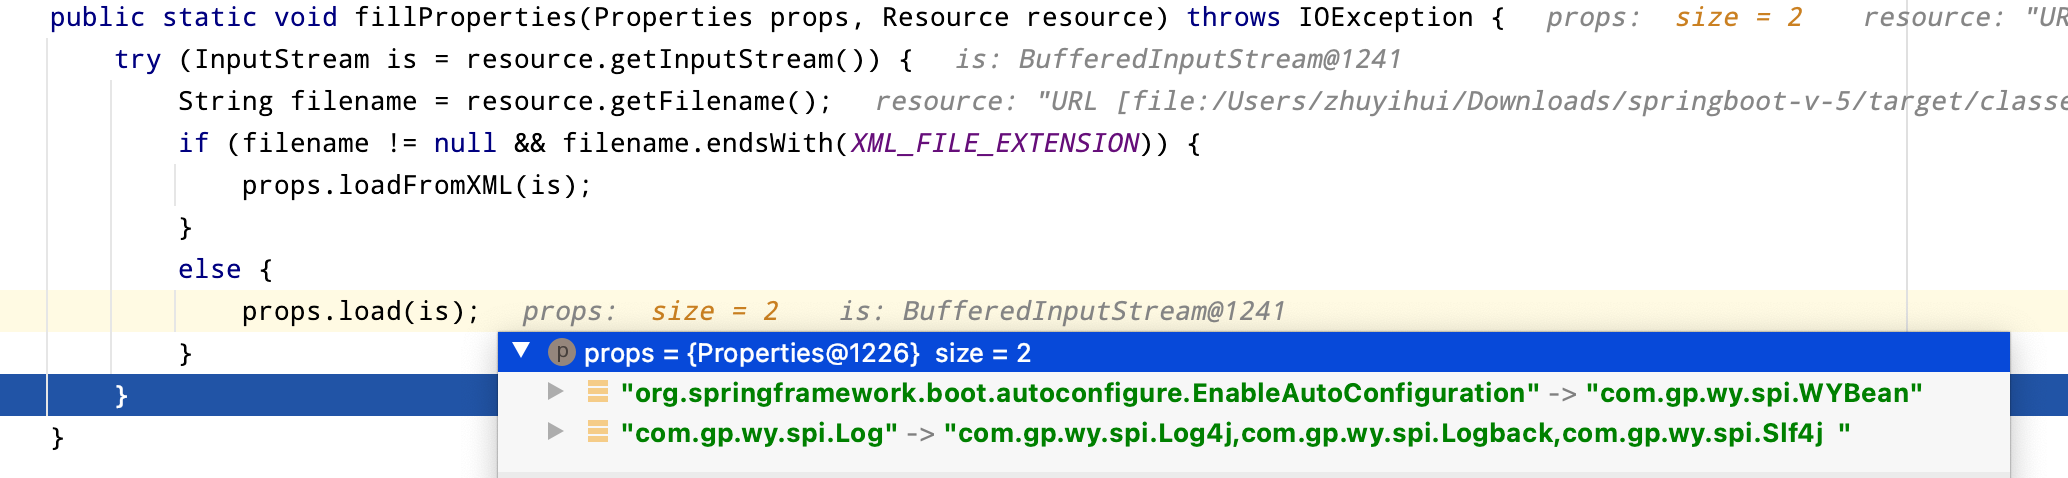 public static void fillProperties(Properties props, Resource resource) throws IOException {   props:  size = 2    resource: "UR
try (InputStream is = resource.getInputStream()) {   is: BufferedInputStream@1241
String filename = resource.getFilename();   resource: "URL [file:/Users/zhuyihui/Downloads/springboot-v-5/target/classe
if (filename != null && filename.endsWith(XML_FILE_EXTENSION)) {
props.loadFromXML(is);
}
else {
props.load(is);   props:  size = 2    is: BufferedInputStream@1241
}
p props = {Properties@1226}  size = 2
"org.springframework.boot.autoconfigure.EnableAutoConfiguration" -> "com.gp.wy.spi.WYBean"
}
"com.gp.wy.spi.Log" -> "com.gp.wy.spi.Log4j,com.gp.wy.spi.Logback,com.gp.wy.spi.Slf4j  "
}